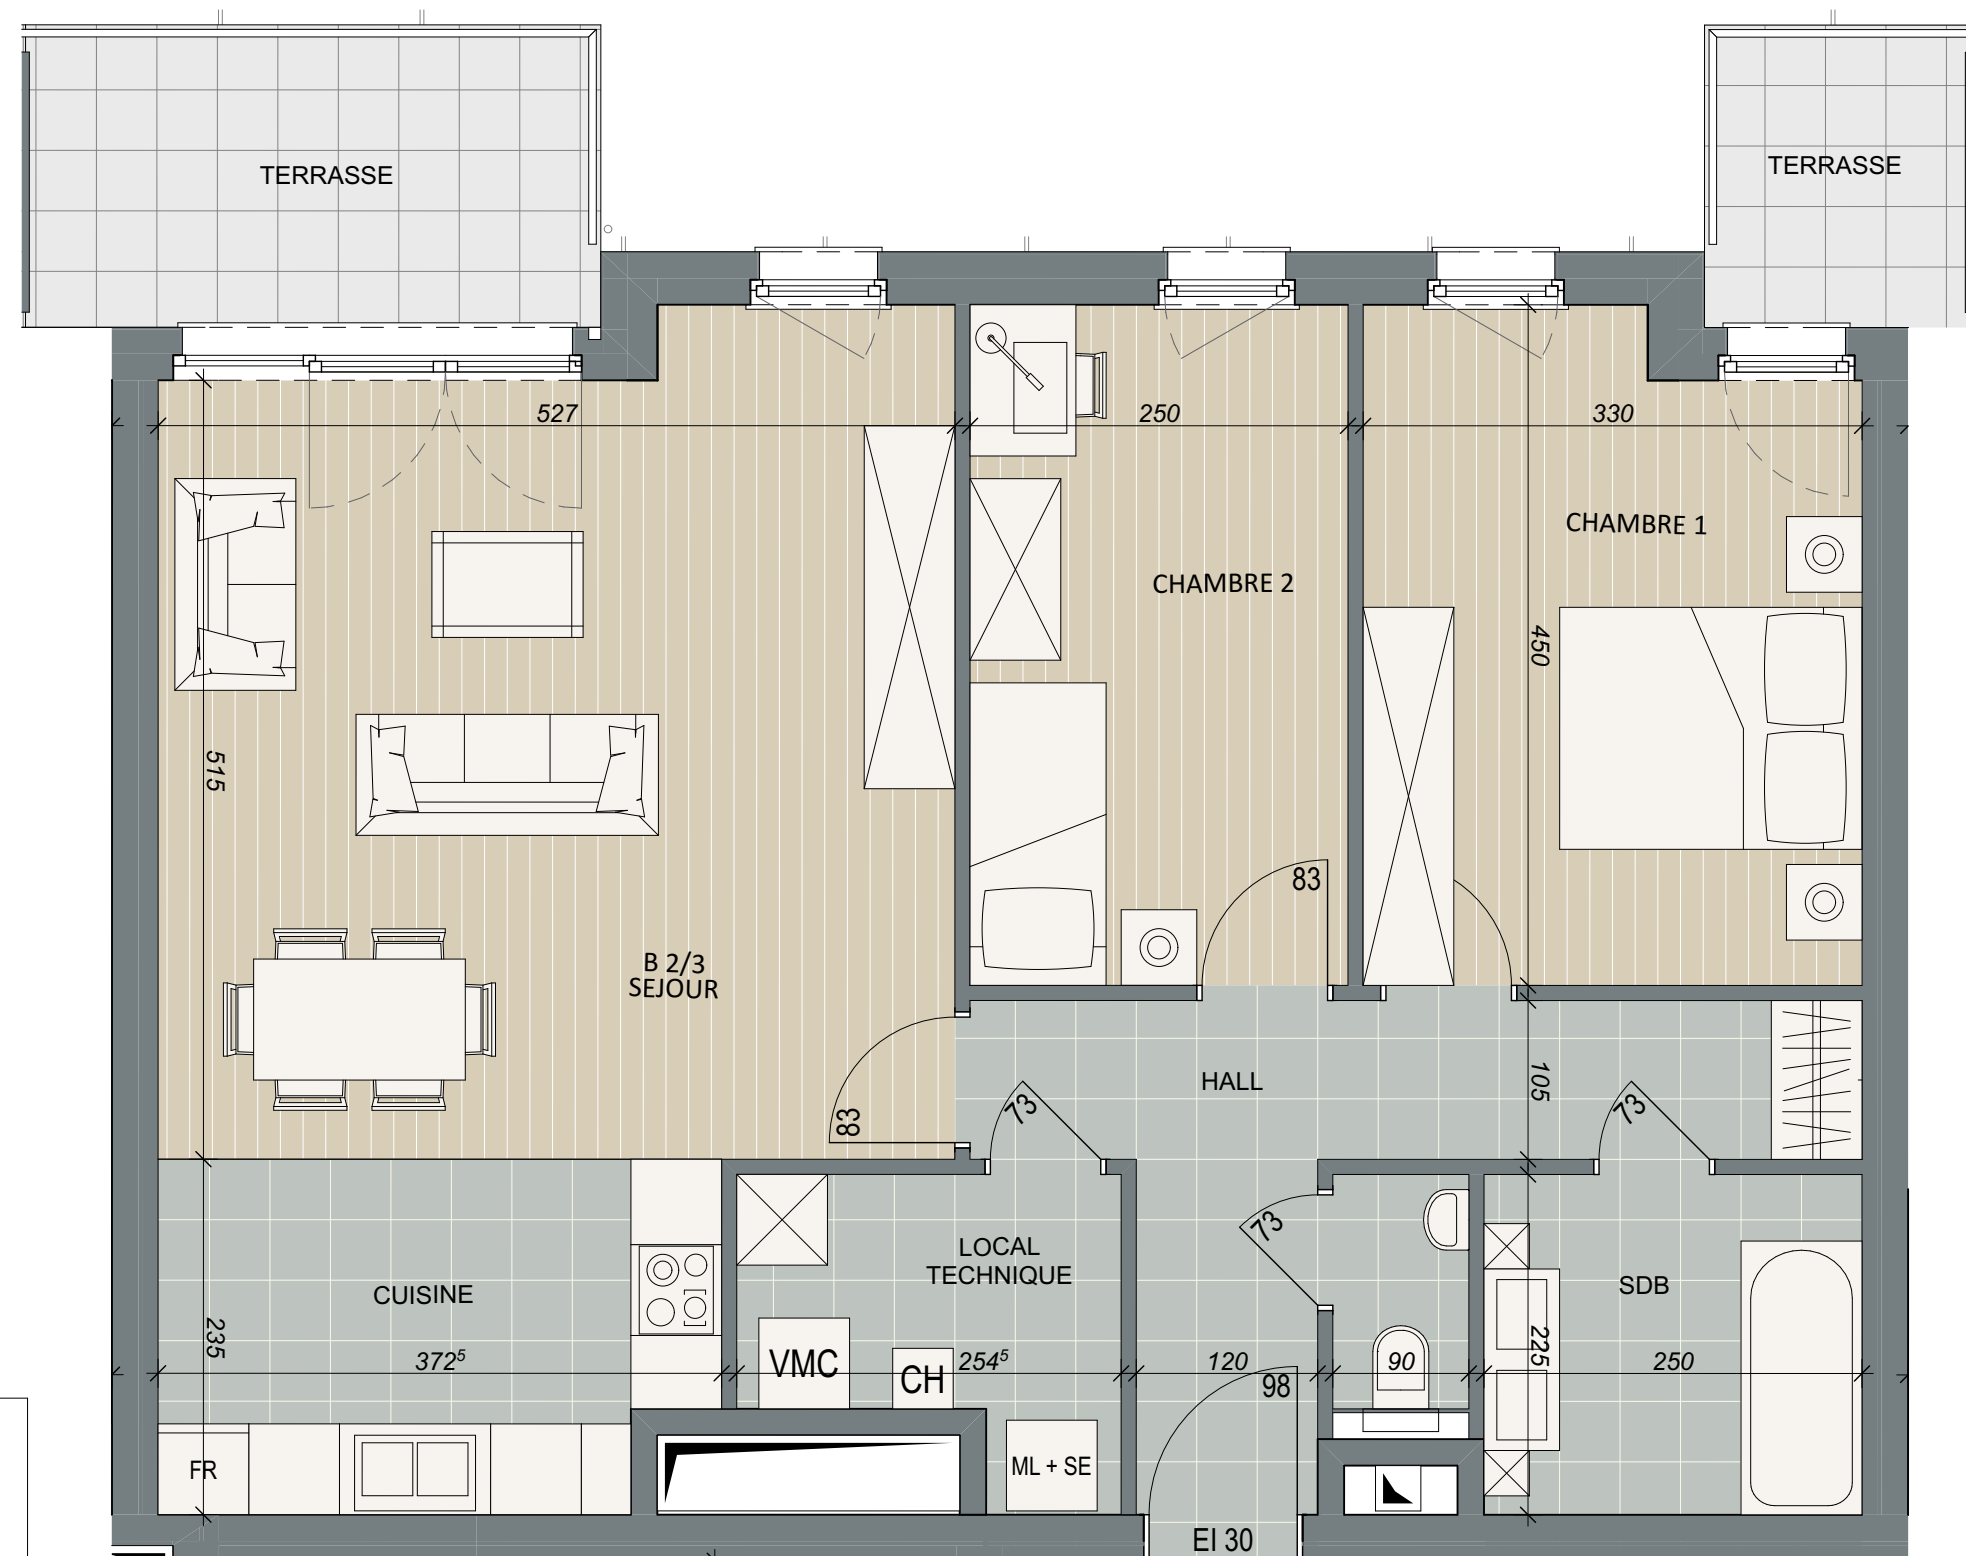 TERRASSE
TERRASSE
527
250
330
CHAMBRE 1
CHAMBRE 2
450
515
83
B 2/3
SEJOUR
HALL
105
83
73
73
73
LOCAL
TECHNIQUE
CUISINE
SDB
235
372⁵
VMC
CH
254⁵
120
98
90
225
250
FR
ML + SE
EI 30